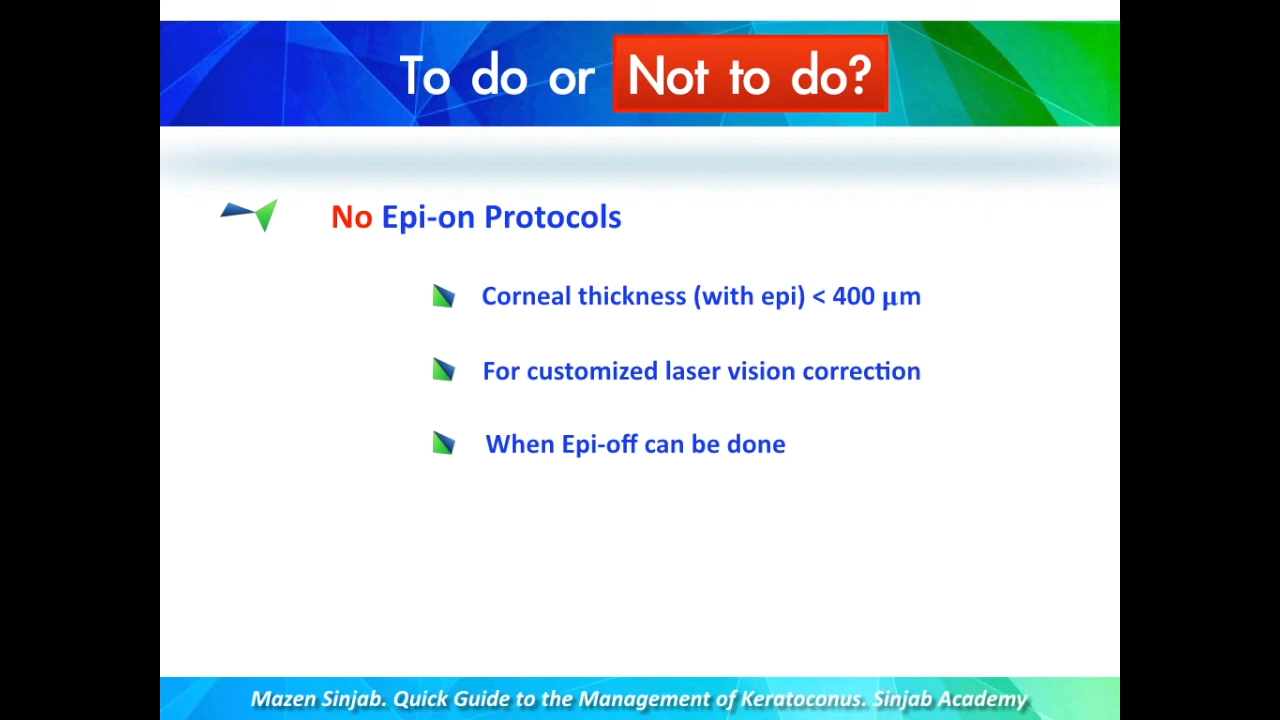 To do or Not to do?
No Epi-on Protocols
Corneal thickness (with epi) < 400 µm
For customized laser vision correction
When Epi-off can be done
Mazen Sinjab. Quick Guide to the Management of Keratoconus. Sinjab Academy